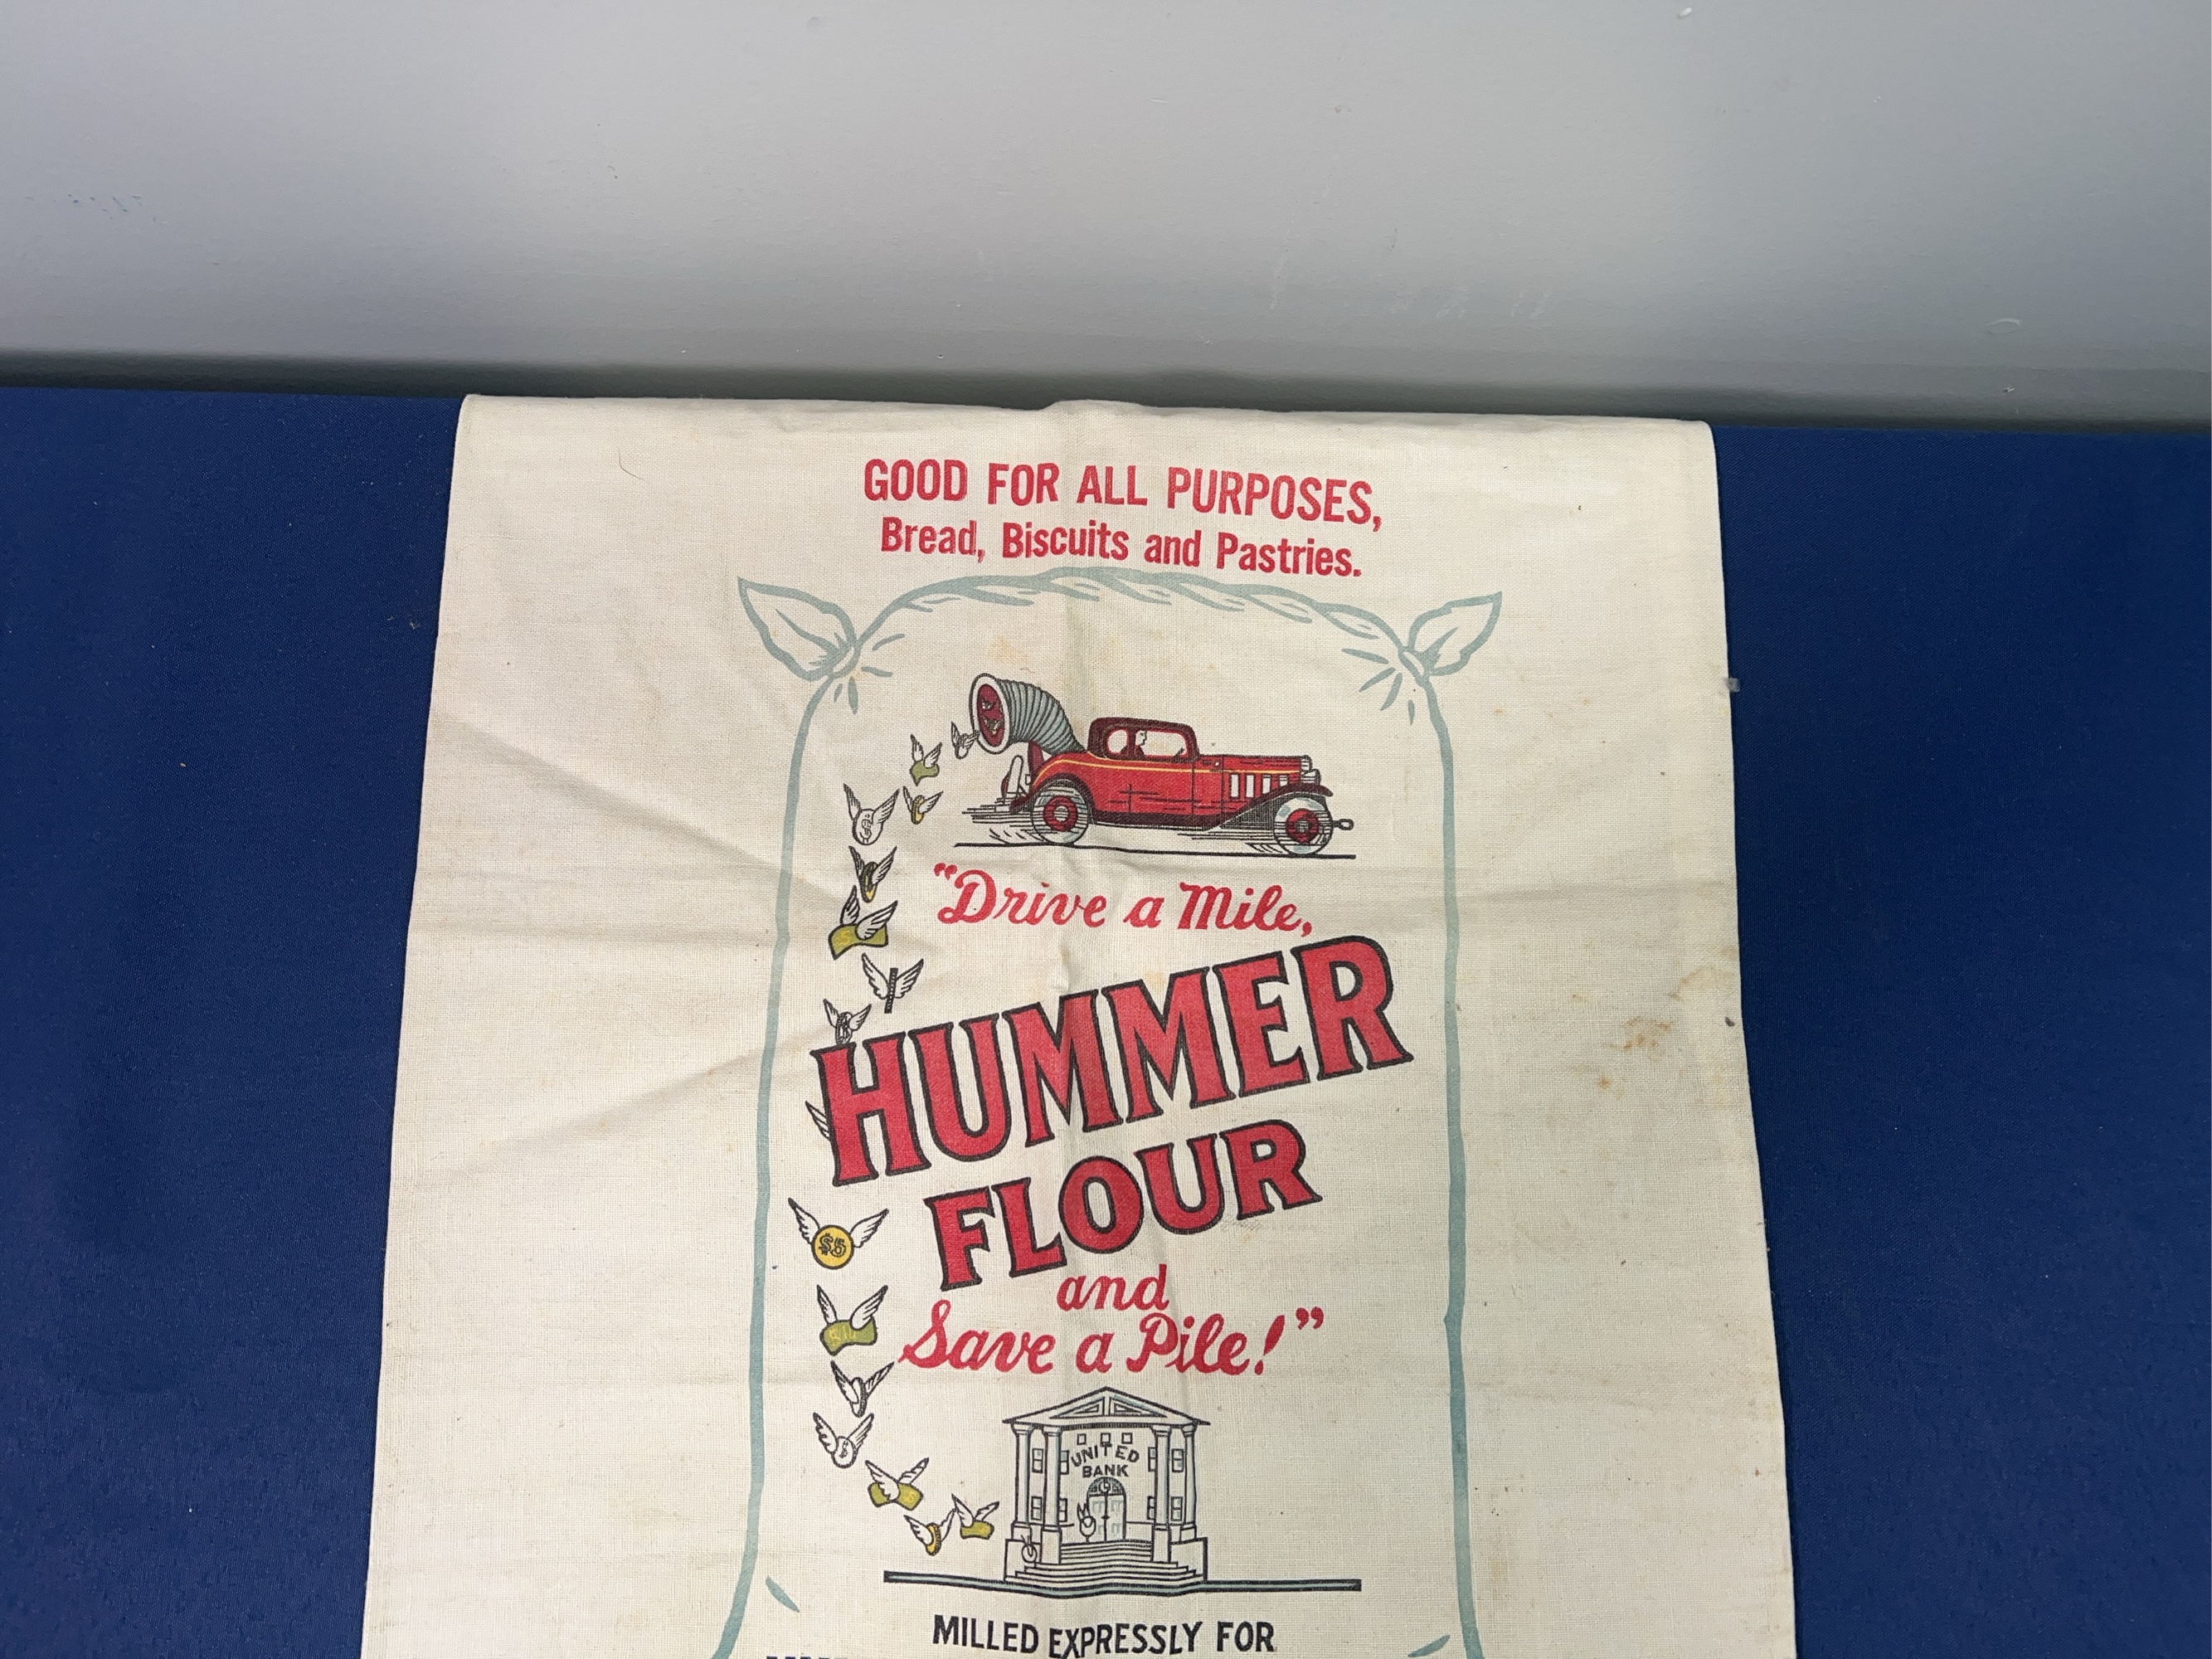 GOOD FOR ALL PURPOSES,
Bread, Biscuits and Pastries.
"Drive a Mile,
HUMMER
FLOUR
$5
and
Save a Pile!"
UNITED
BANK
MILLED EXPRESSLY FOR